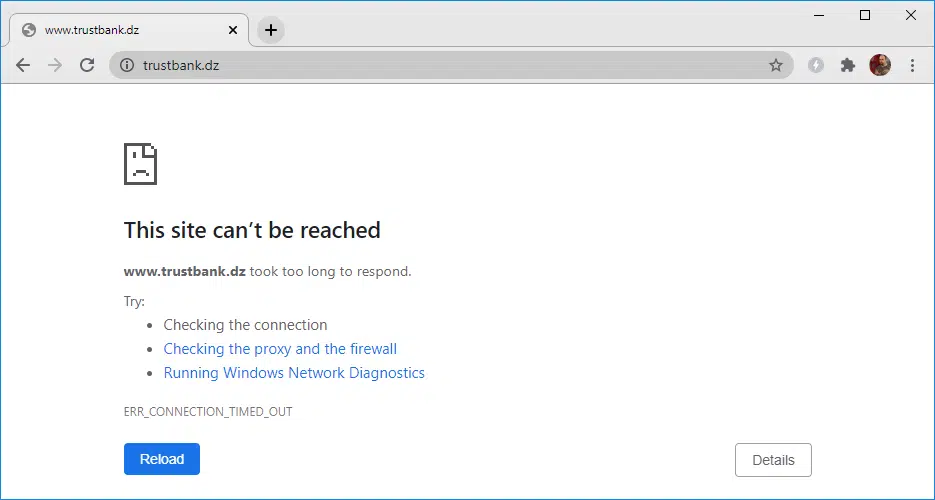 www.trustbank.dz
trustbank.dz
This site can’t be reached
www.trustbank.dz took too long to respond.
Try:
Checking the connection
Checking the proxy and the firewall
Running Windows Network Diagnostics
ERR_CONNECTION_TIMED_OUT
Reload
Details